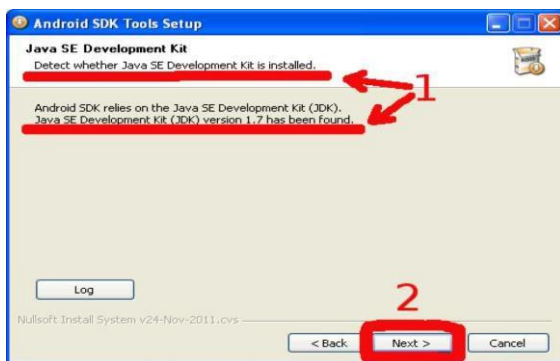 Android SDK Tools Setup
Java SE Development Kit
Detect whether Java SE Development Kit is installed.
1
Android SDK relies on the Java SE Development Kit (JDK).
Java SE Development Kit (JDK) version 1.7 has been found.
Log
2
Nullsoft Install System v24-Nov-2011.cvs
< Back
Next >
Cancel